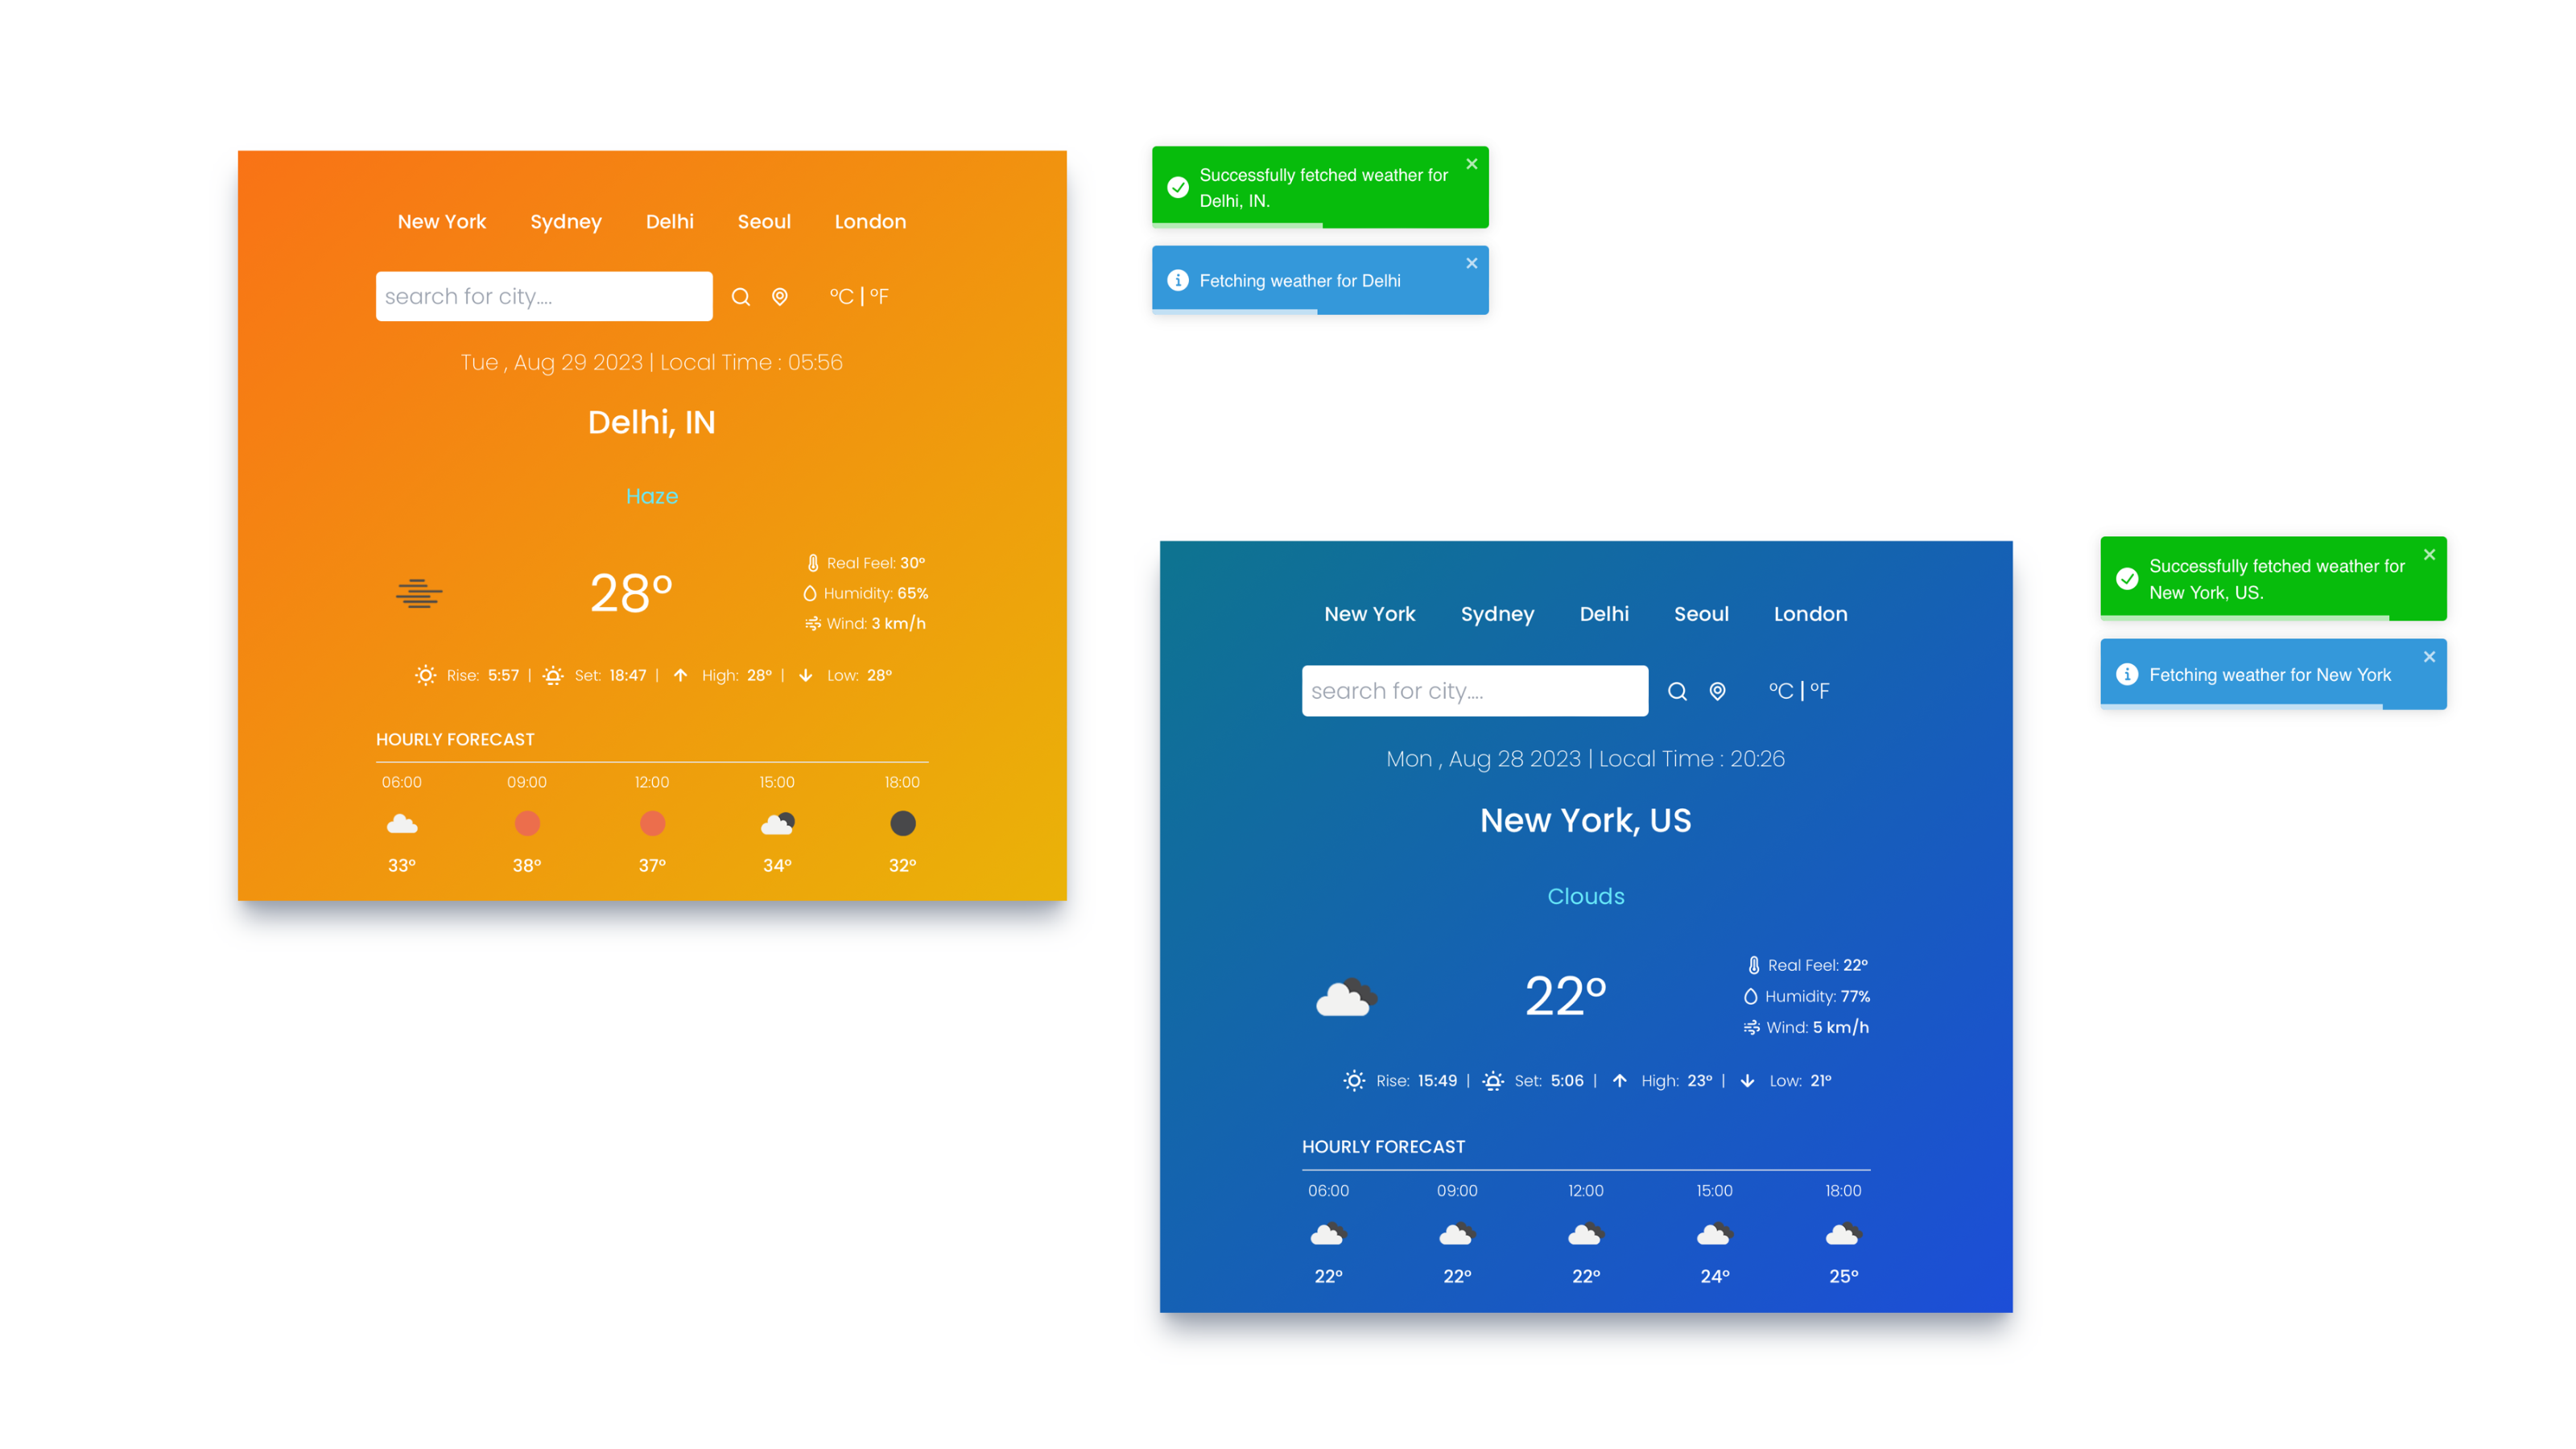 New York Sydney Delhi Seoul London
search for city....
°C | °F
Tue , Aug 29 2023 | Local Time : 05:56
Delhi, IN
Haze
28°
Real Feel: 30°
Humidity: 65%
Wind: 3 km/h
Rise: 5:57 | Set: 18:47 | High: 28° | Low: 28°
HOURLY FORECAST
06:00 09:00 12:00 15:00 18:00
33° 38° 37° 34° 32°
Successfully fetched weather for
Delhi, IN.
Fetching weather for Delhi
New York Sydney Delhi Seoul London
search for city....
°C | °F
Mon , Aug 28 2023 | Local Time : 20:26
New York, US
Clouds
22°
Real Feel: 22°
Humidity: 77%
Wind: 5 km/h
Rise: 15:49 | Set: 5:06 | High: 23° | Low: 21°
HOURLY FORECAST
06:00 09:00 12:00 15:00 18:00
22° 22° 22° 24° 25°
Successfully fetched weather for
New York, US.
Fetching weather for New York